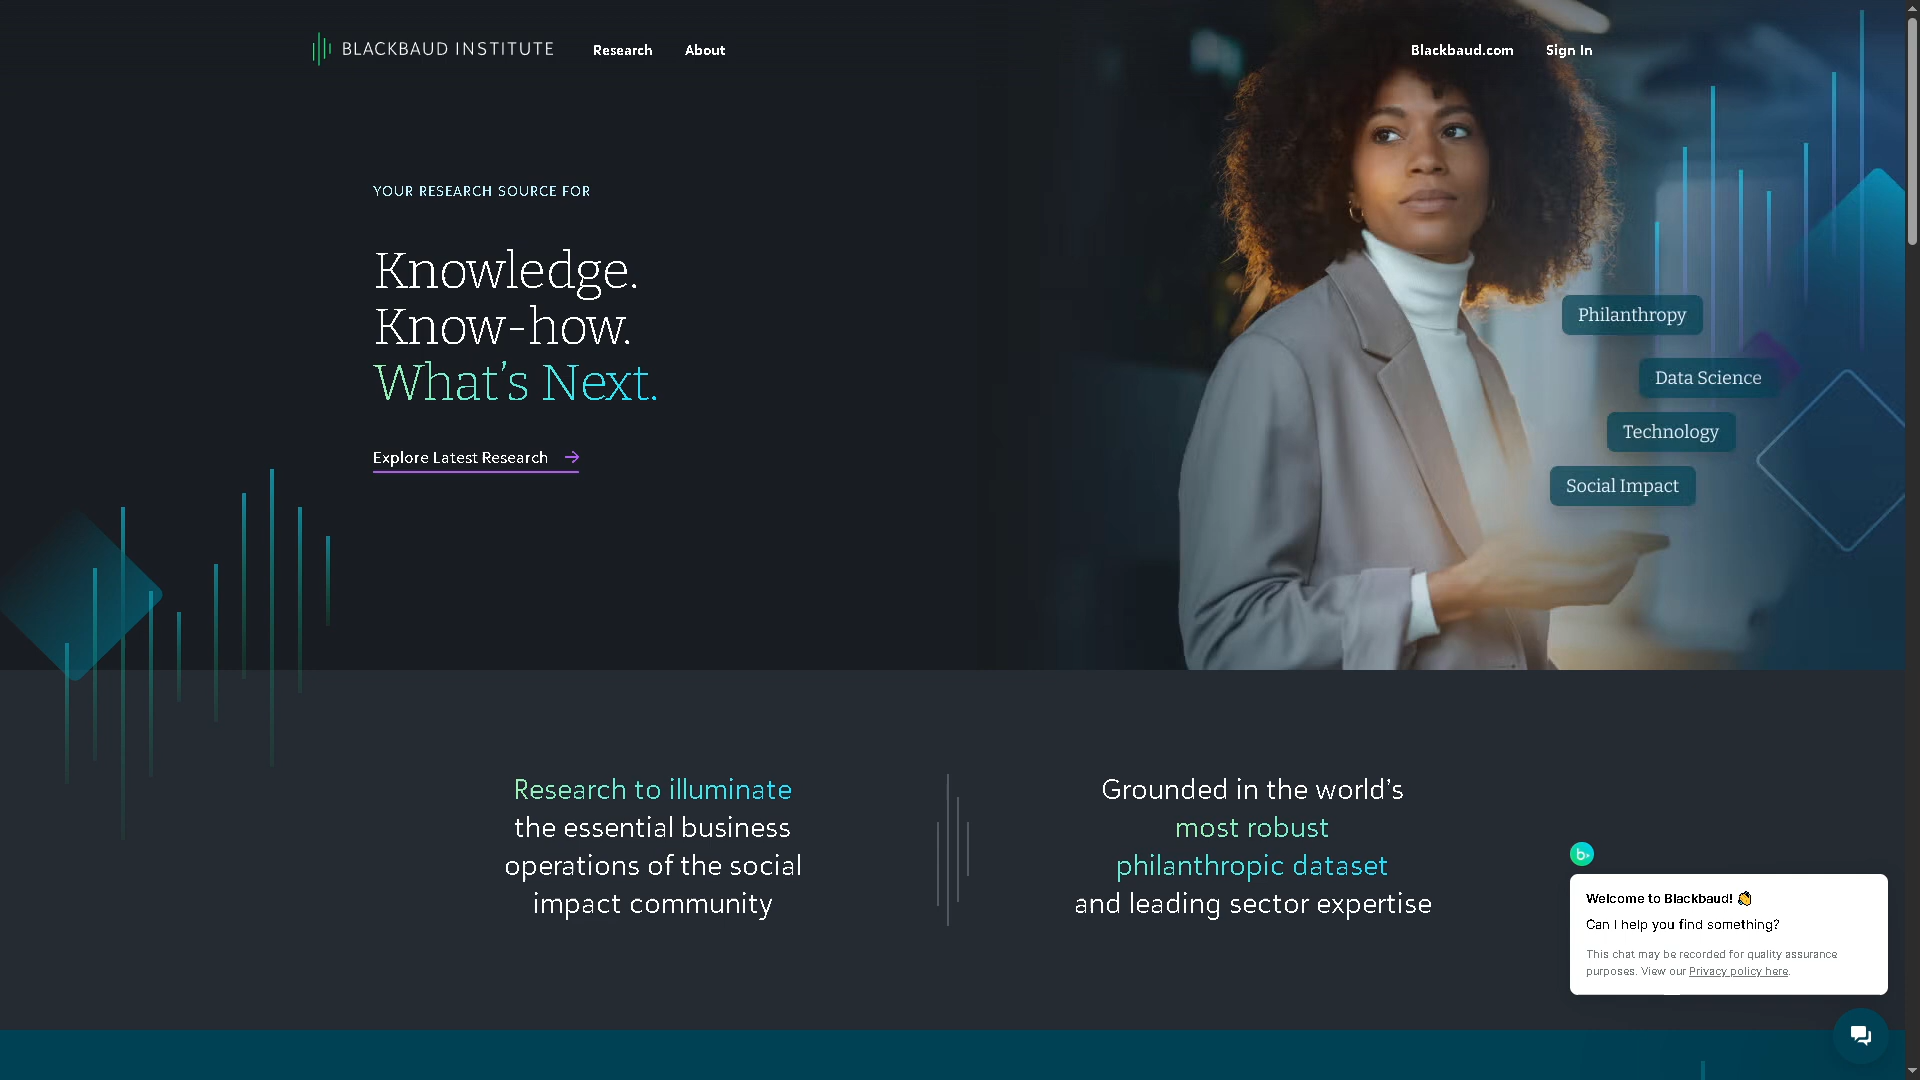 BLACKBAUD INSTITUTE
Research
About
Blackbaud.com
Sign In
YOUR RESEARCH SOURCE FOR
Knowledge.
Know-how.
What's Next.
Explore Latest Research
Philanthropy
Data Science
Technology
Social Impact
Research to illuminate
the essential business
operations of the social
impact community
Grounded in the world's
most robust
philanthropic dataset
and leading sector expertise
b
Welcome to Blackbaud! 👏
Can I help you find something?
This chat may be recorded for quality assurance
purposes. View our Privacy policy here.